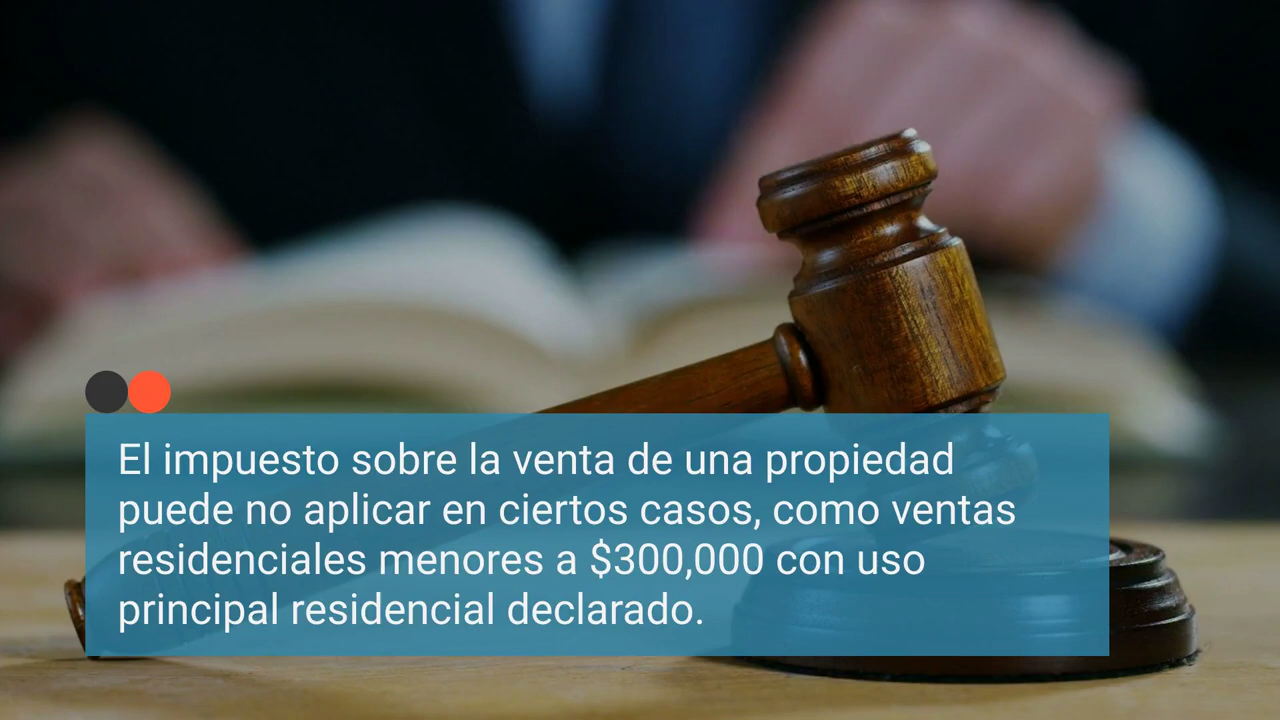 El impuesto sobre la venta de una propiedad
puede no aplicar en ciertos casos, como ventas
residenciales menores a $300,000 con uso
principal residencial declarado.